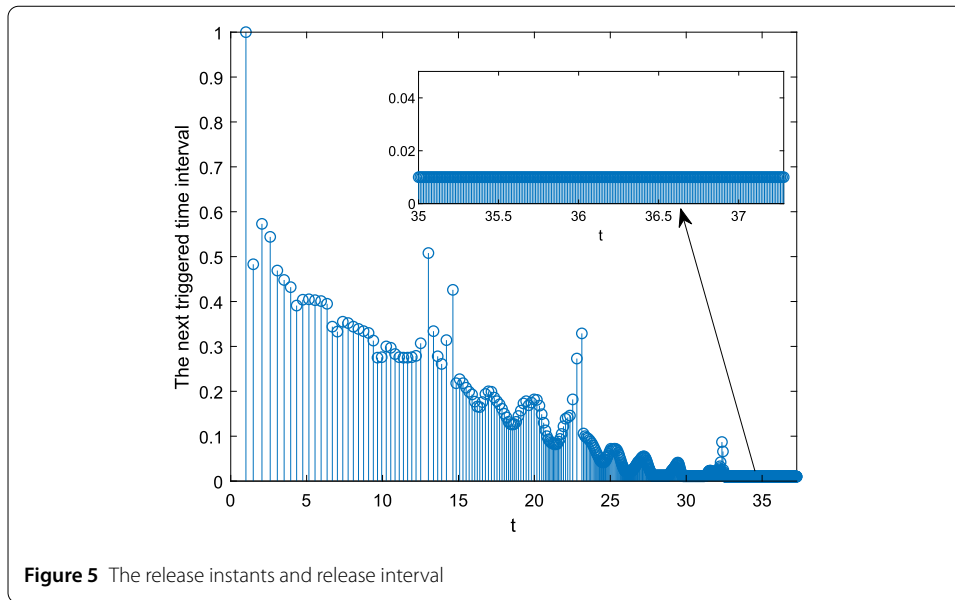 1
0.9
0.8
0.7
0.6
0.5
0.4
0.3
0.2
0.1
0
The next triggered time interval
0.04
0.02
0
35 35.5 36 36.5 37
t
0 5 10 15 20 25 30 35
t
Figure 5 The release instants and release interval